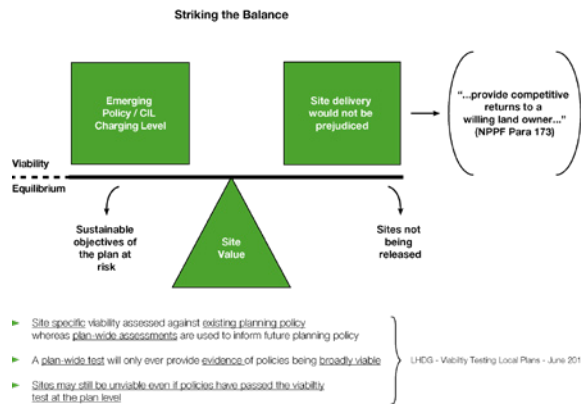 Striking the Balance
Emerging
Policy / CIL
Charging Level
Site delivery
would not be
prejudiced
“...provide competitive
returns to a
willing land owner...”
(NPPF Para 173)
Viability
Equilibrium
Sustainable
objectives of
the plan at
risk
Site
Value
Sites not
being
released
Site specific viability assessed against existing planning policy
whereas plan-wide assessments are used to inform future planning policy
A plan-wide test will only ever provide evidence of policies being broadly viable
LHDG - Viability Testing Local Plans - June 201
Sites may still be unviable even if policies have passed the viabiltiy
test at the plan level